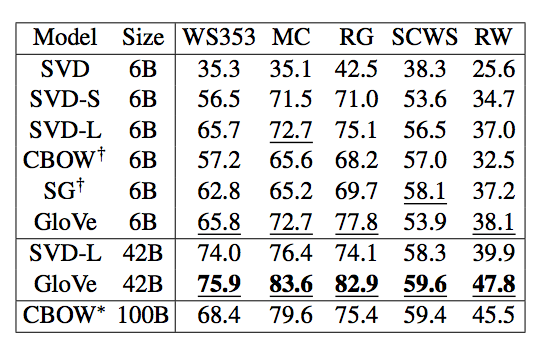 Model Size WS353 MC RG SCWS RW
SVD 6B 35.3 35.1 42.5 38.3 25.6
SVD-S 6B 56.5 71.5 71.0 53.6 34.7
SVD-L 6B 65.7 72.7 75.1 56.5 37.0
CBOW† 6B 57.2 65.6 68.2 57.0 32.5
SG† 6B 62.8 65.2 69.7 58.1 37.2
GloVe 6B 65.8 72.7 77.8 53.9 38.1
SVD-L 42B 74.0 76.4 74.1 58.3 39.9
GloVe 42B 75.9 83.6 82.9 59.6 47.8
CBOW* 100B 68.4 79.6 75.4 59.4 45.5